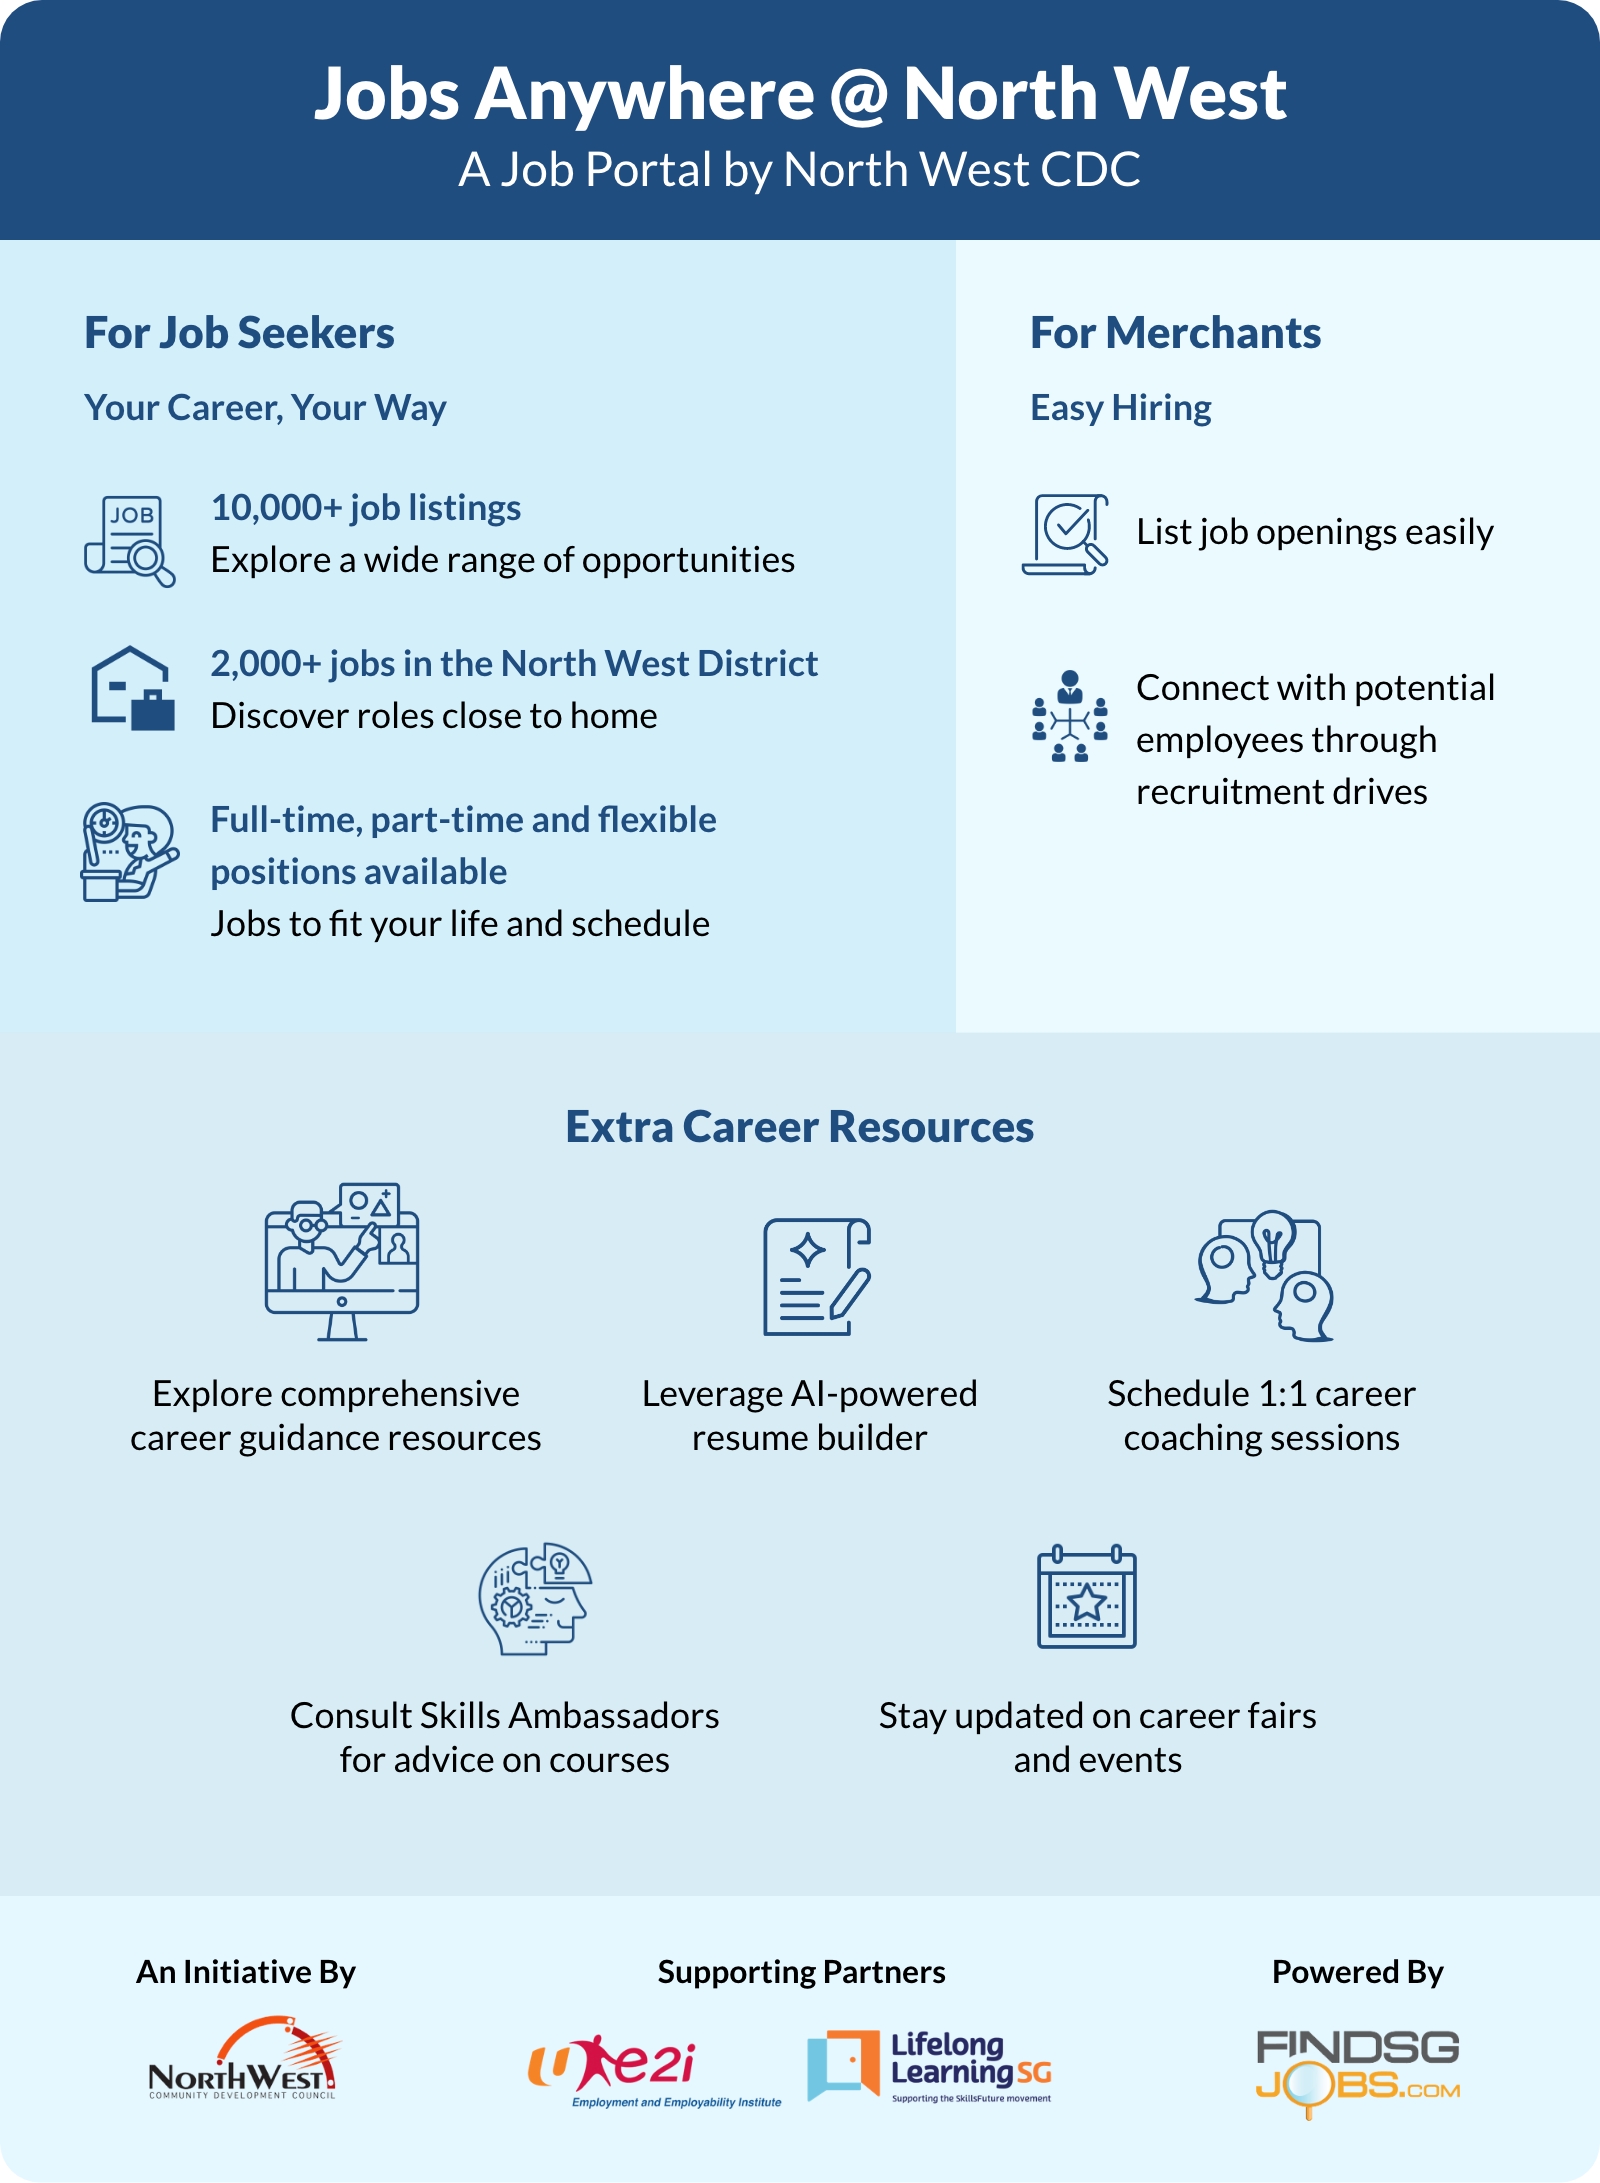 Jobs Anywhere @ North West
A Job Portal by North West CDC
For Job Seekers
Your Career, Your Way
JOB
10,000+ job listings
Explore a wide range of opportunities
2,000+ jobs in the North West District
Discover roles close to home
Full-time, part-time and flexible
positions available
Jobs to fit your life and schedule
For Merchants
Easy Hiring
List job openings easily
Connect with potential
employees through
recruitment drives
Extra Career Resources
Explore comprehensive
career guidance resources
Leverage AI-powered
resume builder
Schedule 1:1 career
coaching sessions
Consult Skills Ambassadors
for advice on courses
Stay updated on career fairs
and events
An Initiative By
NORTHWEST
COMMUNITY DEVELOPMENT COUNCIL
Supporting Partners
e2i
Employment and Employability Institute
Lifelong
Learning SG
Supporting the SkillsFuture movement
Powered By
FINDSG
JOBS.COM